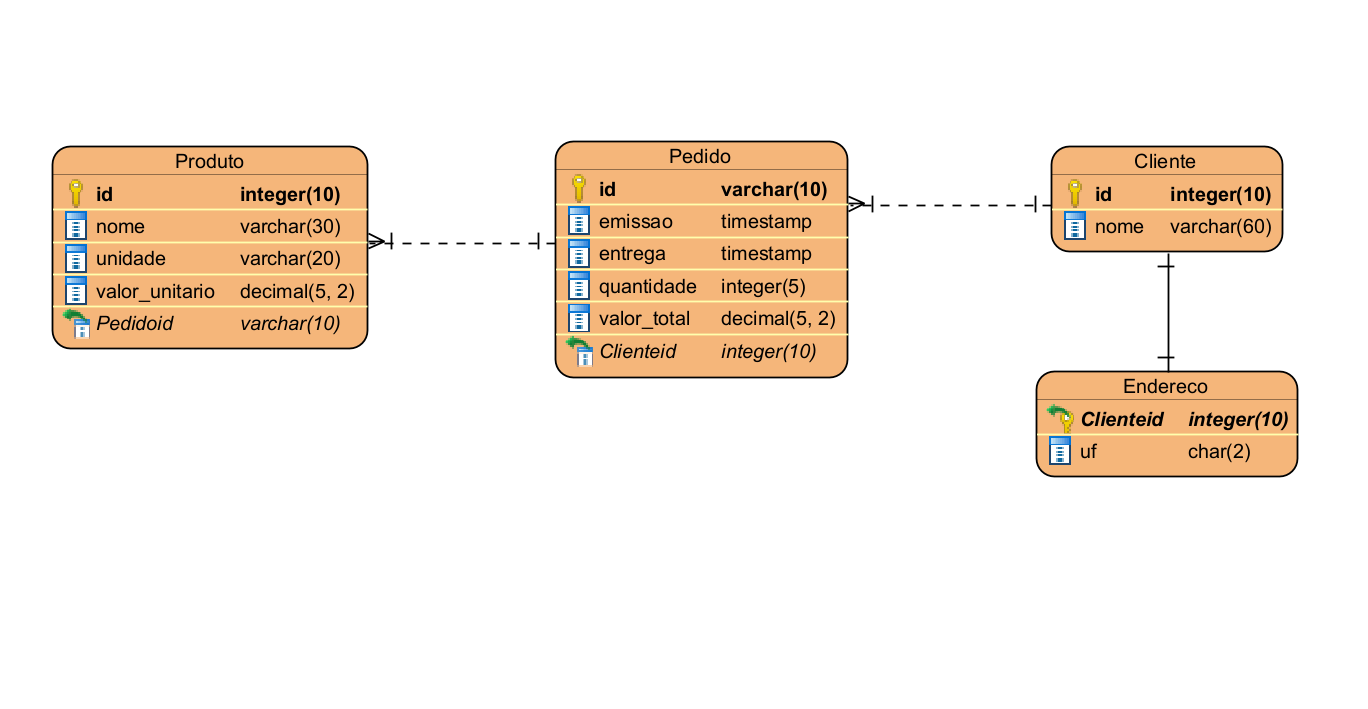 Produto
id integer(10)
nome varchar(30)
unidade varchar(20)
valor_unitario decimal(5, 2)
Pedidoid varchar(10)
Pedido
id varchar(10)
emissao timestamp
entrega timestamp
quantidade integer(5)
valor_total decimal(5, 2)
Clienteid integer(10)
Cliente
id integer(10)
nome varchar(60)
Endereco
Clienteid integer(10)
uf char(2)